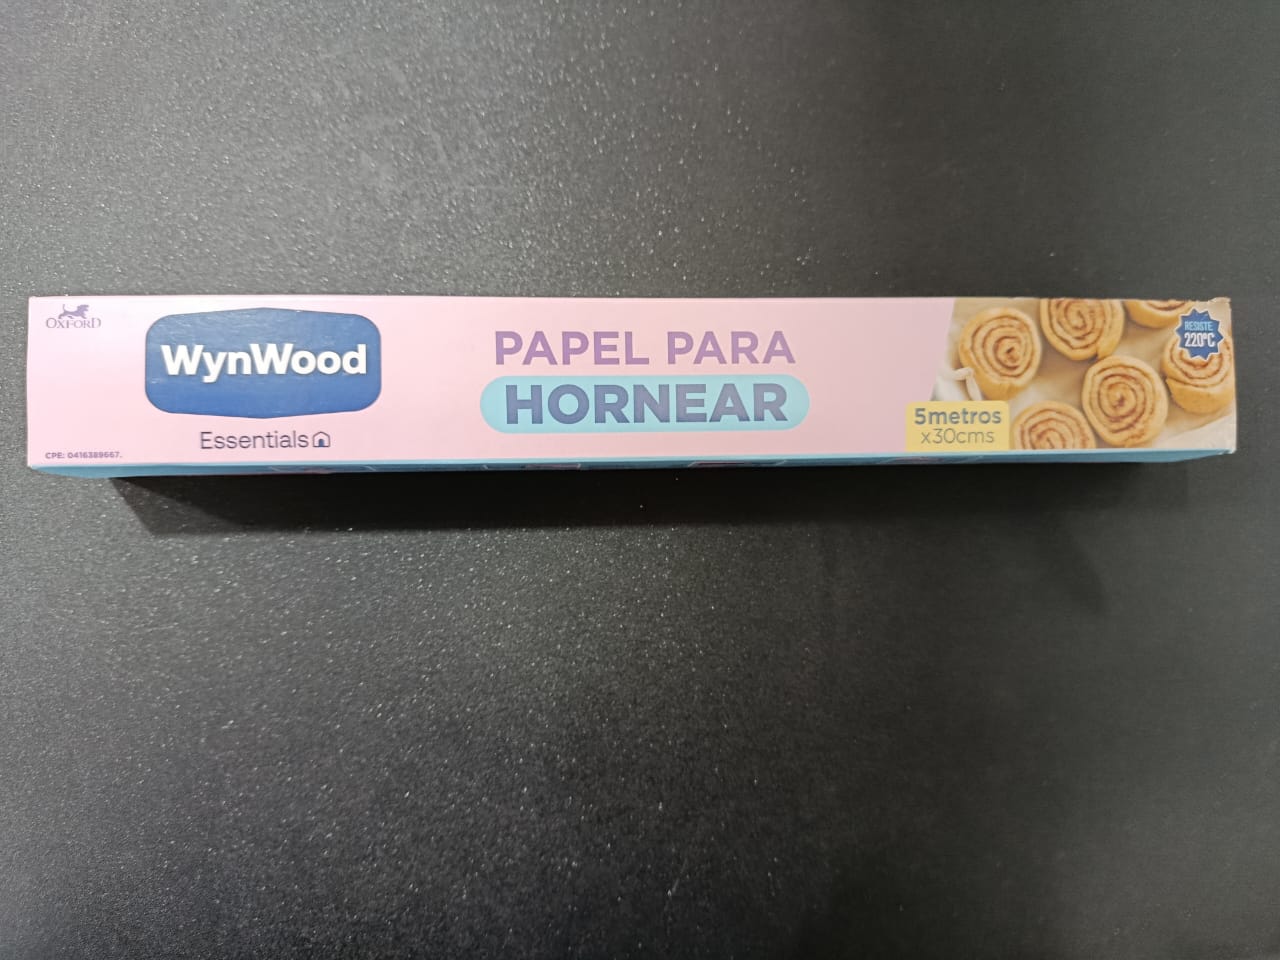 OXFORD
WynWood
Essentials
CPE: 0416389667.
PAPEL PARA
HORNEAR
5metros
x30cms
RESISTE
220°C